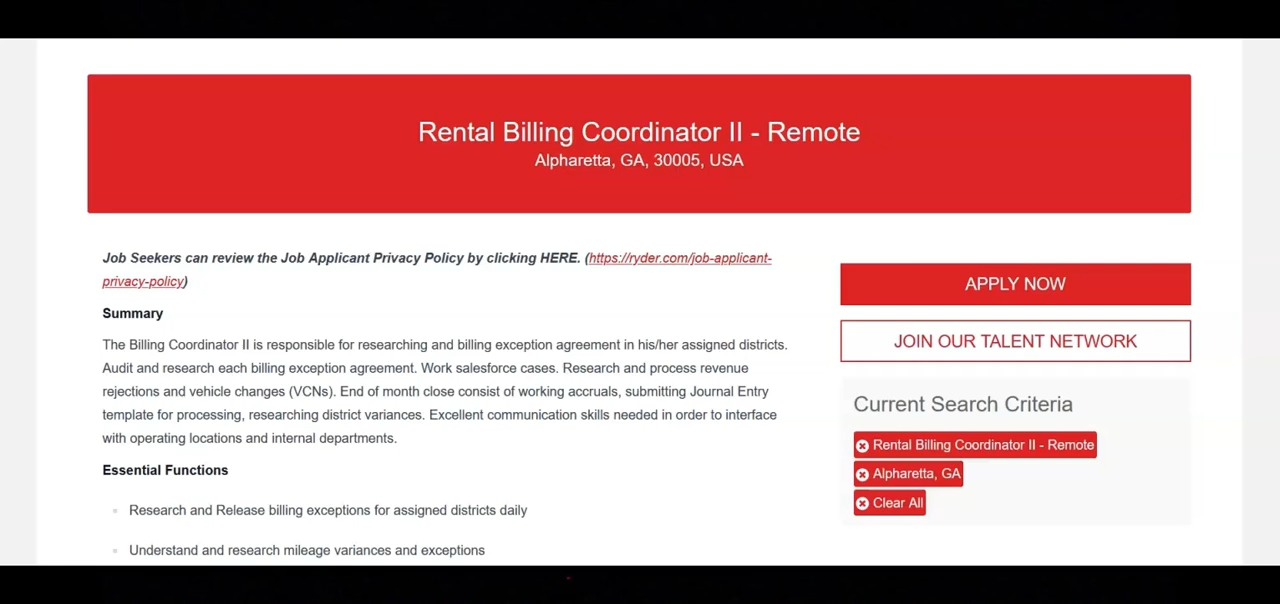 Rental Billing Coordinator II - Remote
Alpharetta, GA, 30005, USA
Job Seekers can review the Job Applicant Privacy Policy by clicking HERE. (https://ryder.com/job-applicant-
privacy-policy)
Summary
The Billing Coordinator II is responsible for researching and billing exception agreement in his/her assigned districts.
Audit and research each billing exception agreement. Work salesforce cases. Research and process revenue
rejections and vehicle changes (VCNs). End of month close consist of working accruals, submitting Journal Entry
template for processing, researching district variances. Excellent communication skills needed in order to interface
with operating locations and internal departments.
Essential Functions
Research and Release billing exceptions for assigned districts daily
Understand and research mileage variances and exceptions
APPLY NOW
JOIN OUR TALENT NETWORK
Current Search Criteria
Rental Billing Coordinator II - Remote
Alpharetta, GA
Clear All